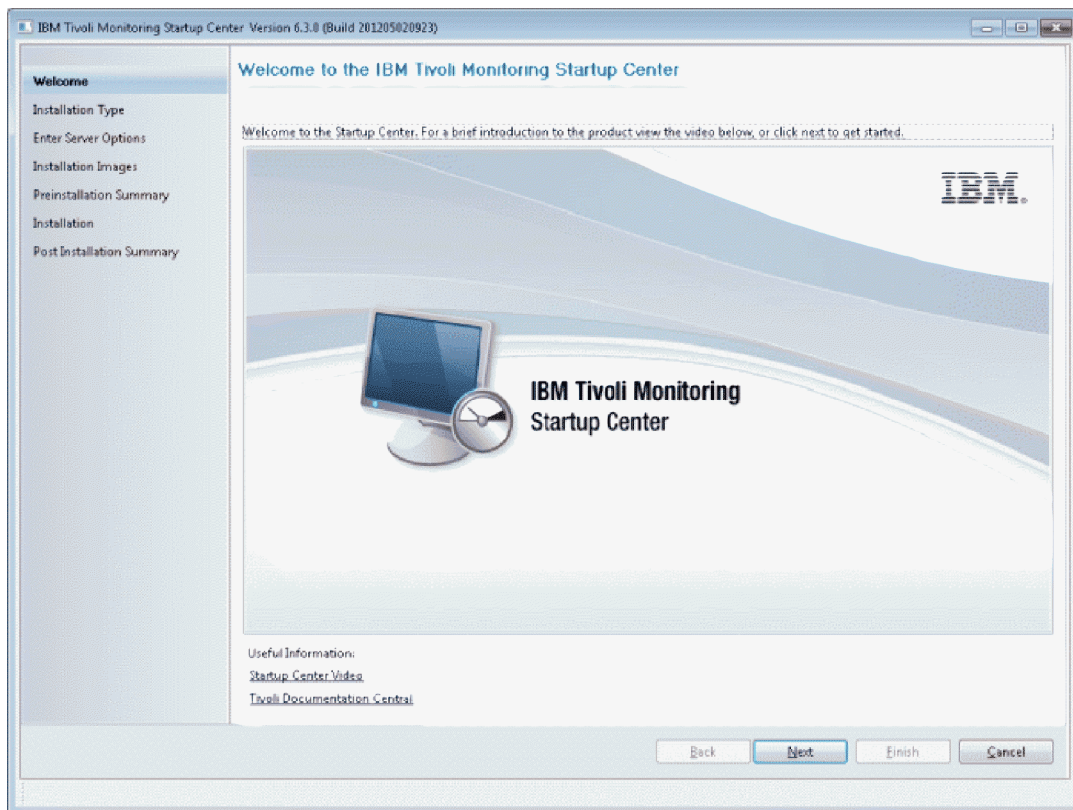 IBM Tivoli Monitoring Startup Center Version 6.3.0 (Build 201205020923)
Welcome
Installation Type
Enter Server Options
Installation Images
Preinstallation Summary
Installation
Post Installation Summary
Welcome to the IBM Tivoli Monitoring Startup Center
Welcome to the Startup Center. For a brief introduction to the product view the video below, or click next to get started.
IBM®
IBM Tivoli Monitoring
Startup Center
Useful Information:
Startup Center Video
Tivoli Documentation Central
Back Next Finish Cancel